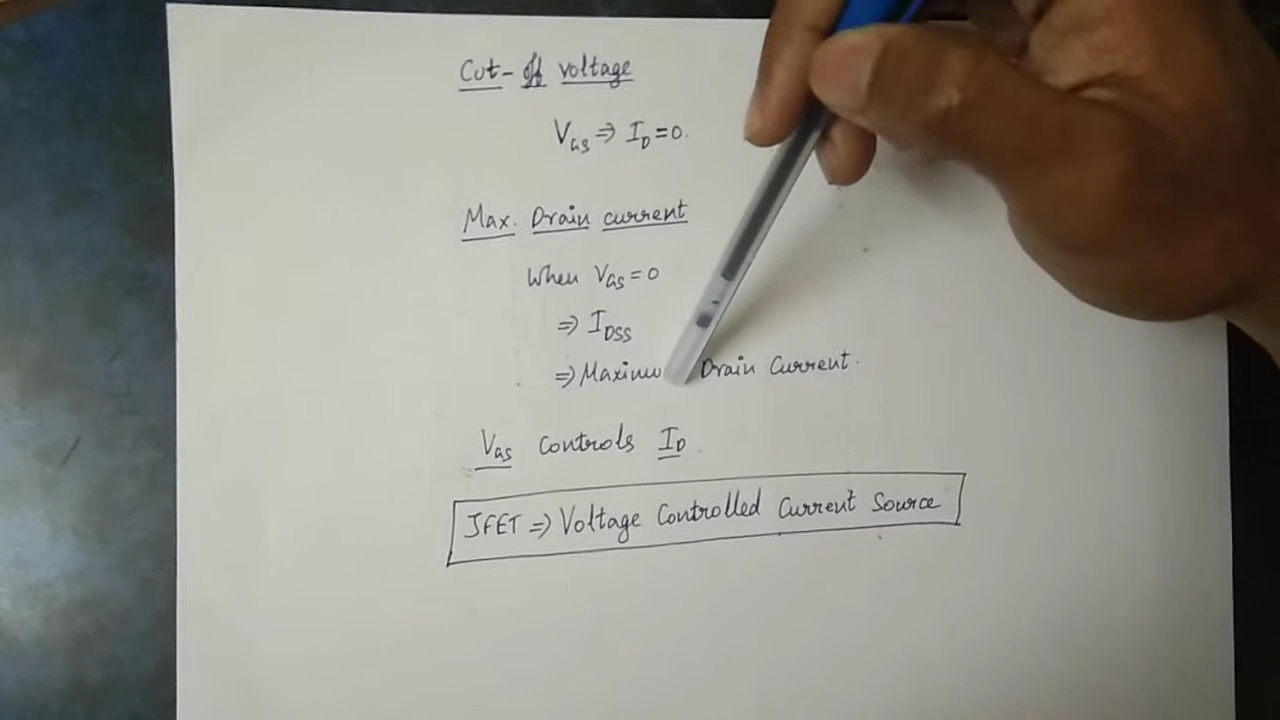 Cut-off voltage
VGS ⇒ ID=0.
Max. Drain current
When VGS=0
⇒ IDSS
⇒ Maximu Drain Current.
VGS controls ID.
JFET ⇒ Voltage Controlled Current Source